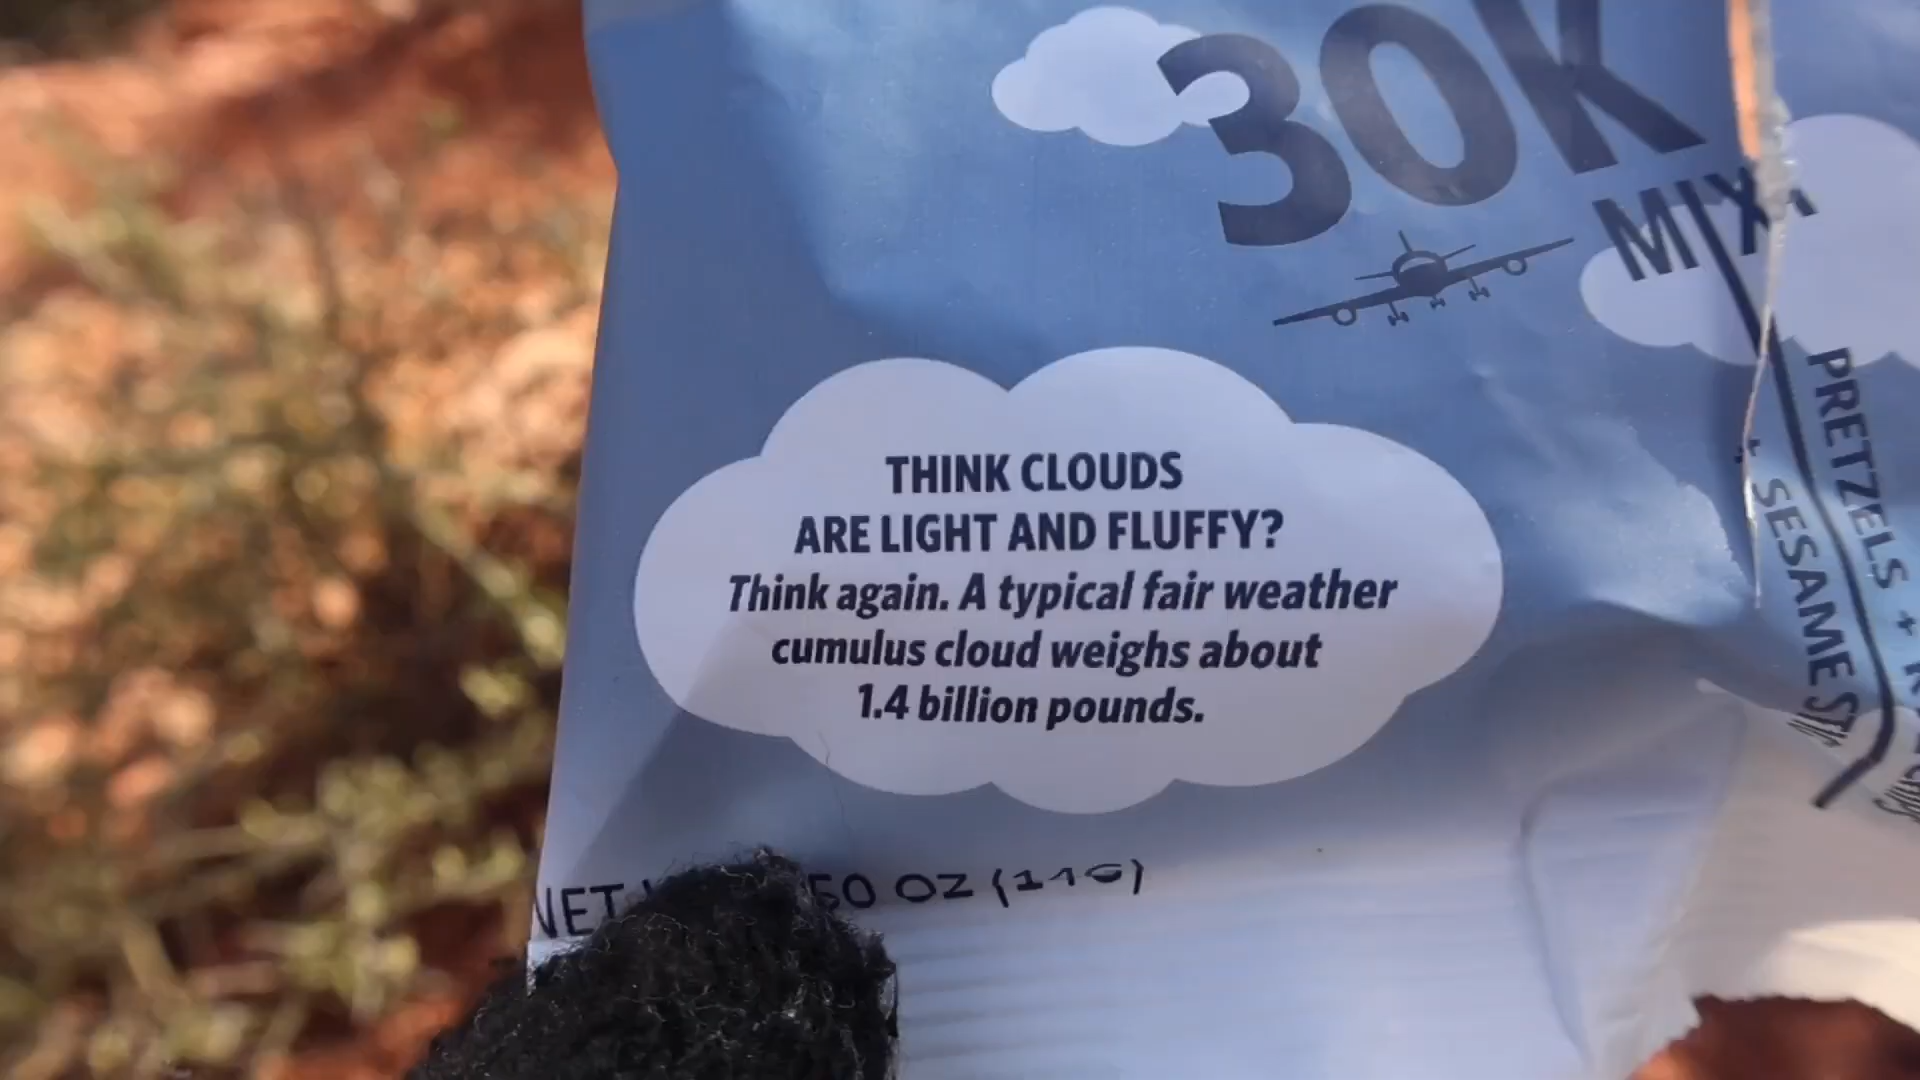 30K
MIX
THINK CLOUDS
ARE LIGHT AND FLUFFY?
Think again. A typical fair weather
cumulus cloud weighs about
1.4 billion pounds.
PRETZELS +
+ SESAME
NET
50 OZ